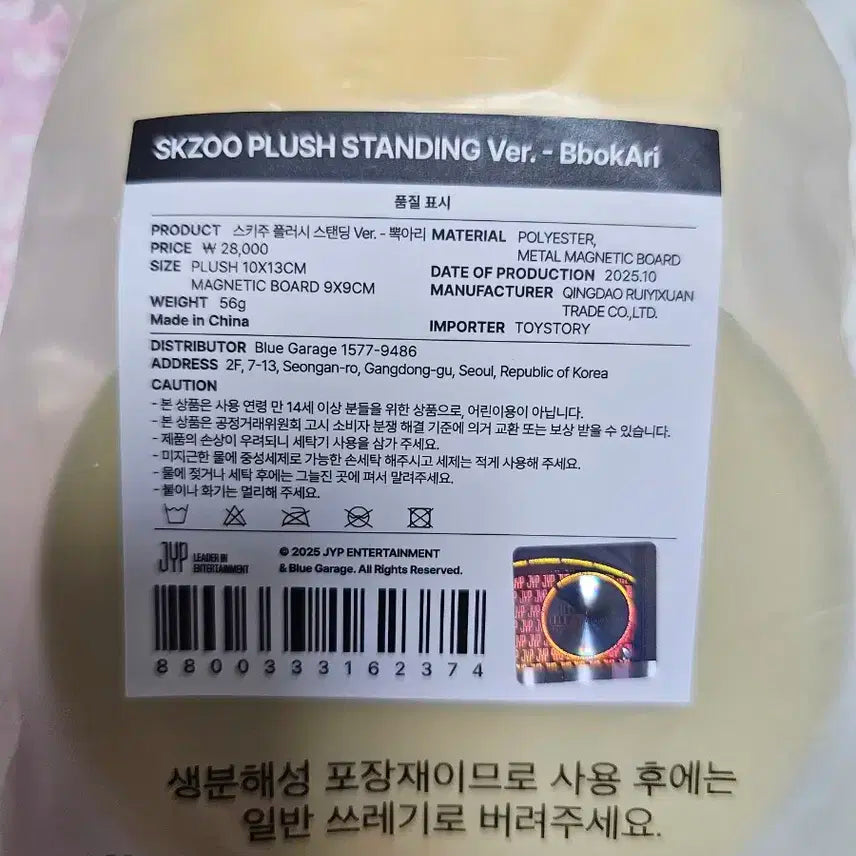 SKZOO PLUSH STANDING Ver. - BbokAri
품질 표시
PRODUCT 스키주 플러시 스탠딩 Ver. - 뽁아리
PRICE ₩ 28,000
SIZE PLUSH 10X13CM
MAGNETIC BOARD 9X9CM
WEIGHT 56g
Made in China
MATERIAL POLYESTER,
METAL MAGNETIC BOARD
DATE OF PRODUCTION 2025.10
MANUFACTURER QINGDAO RUIYIXUAN
TRADE CO.,LTD.
IMPORTER TOYSTORY
DISTRIBUTOR Blue Garage 1577-9486
ADDRESS 2F, 7-13, Seongan-ro, Gangdong-gu, Seoul, Republic of Korea
CAUTION
- 본 상품은 사용 연령 만 14세 이상 분들을 위한 상품으로, 어린이용이 아닙니다.
- 본 상품은 공정거래위원회 고시 소비자 분쟁 해결 기준에 의거 교환 또는 보상 받을 수 있습니다.
- 제품의 손상이 우려되니 세탁기 사용을 삼가 주세요.
- 미지근한 물에 중성세제로 가능한 손세탁 해주시고 세제는 적게 사용해 주세요.
- 물에 젖거나 세탁 후에는 그늘진 곳에 펴서 말려주세요.
- 불이나 화기는 멀리해 주세요.
JYP LEADER IN
ENTERTAINMENT
© 2025 JYP ENTERTAINMENT
& Blue Garage. All Rights Reserved.
8800333162374
JYP JYP JYP
생분해성 포장재이므로 사용 후에는
일반 쓰레기로 버려주세요.